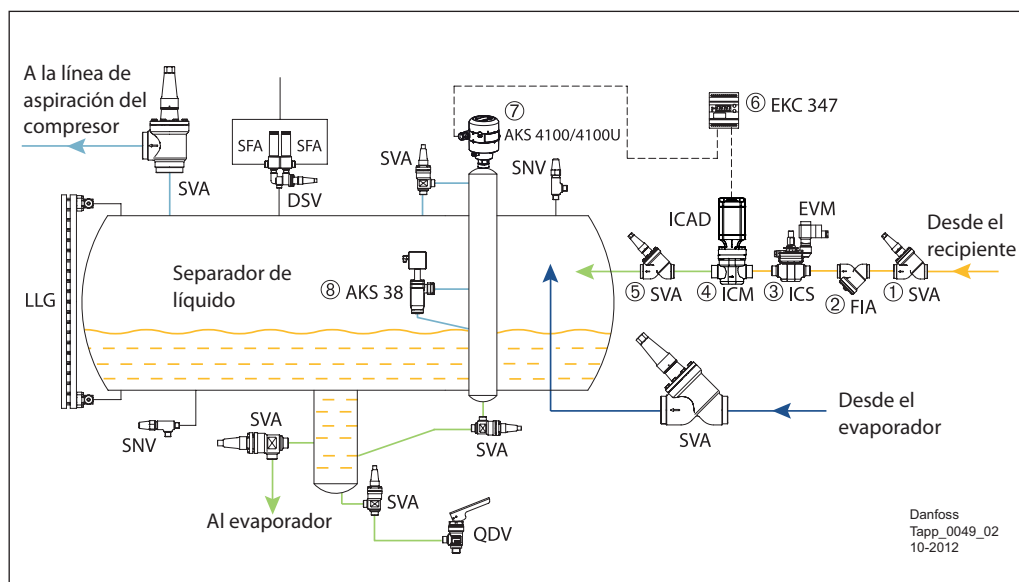 A la línea de
aspiración del
compresor
SVA
SFA
SFA
DSV
SVA
⑦
AKS 4100/4100U
SNV
⑥ EKC 347
ICAD
EVM
Desde el
recipiente
⑤ SVA
④ ICM
③ ICS
② FIA
① SVA
LLG
Separador de
líquido
⑧ AKS 38
SNV
SVA
Al evaporador
SVA
QDV
SVA
SVA
Desde el
evaporador
Danfoss
Tapp_0049_02
10-2012